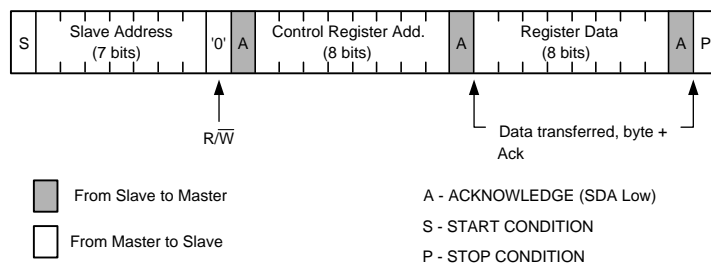 S Slave Address (7 bits) '0' A Control Register Add. (8 bits) A Register Data (8 bits) A P
R/W̅
Data transferred, byte +
Ack
From Slave to Master
From Master to Slave
A - ACKNOWLEDGE (SDA Low)
S - START CONDITION
P - STOP CONDITION